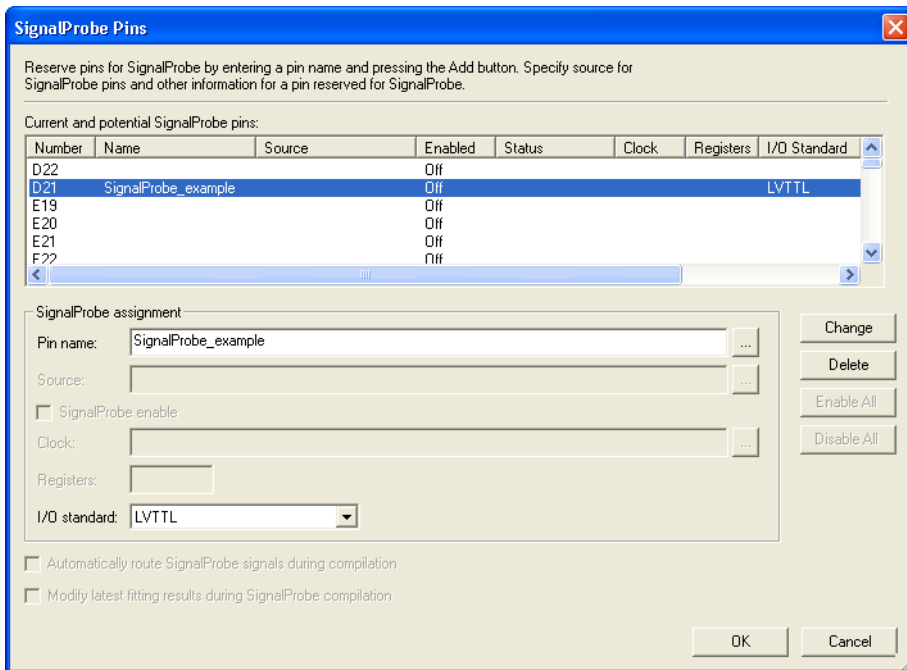 SignalProbe Pins
Reserve pins for SignalProbe by entering a pin name and pressing the Add button. Specify source for
SignalProbe pins and other information for a pin reserved for SignalProbe.
Current and potential SignalProbe pins:
Number Name Source Enabled Status Clock Registers I/O Standard
D22 Off
D21 SignalProbe_example Off LVTTL
E19 Off
E20 Off
E21 Off
E22 Off
SignalProbe assignment
Pin name: SignalProbe_example ...
Change
Source: ...
Delete
SignalProbe enable
Enable All
Clock: ...
Disable All
Registers:
I/O standard: LVTTL
Automatically route SignalProbe signals during compilation
Modify latest fitting results during SignalProbe compilation
OK Cancel